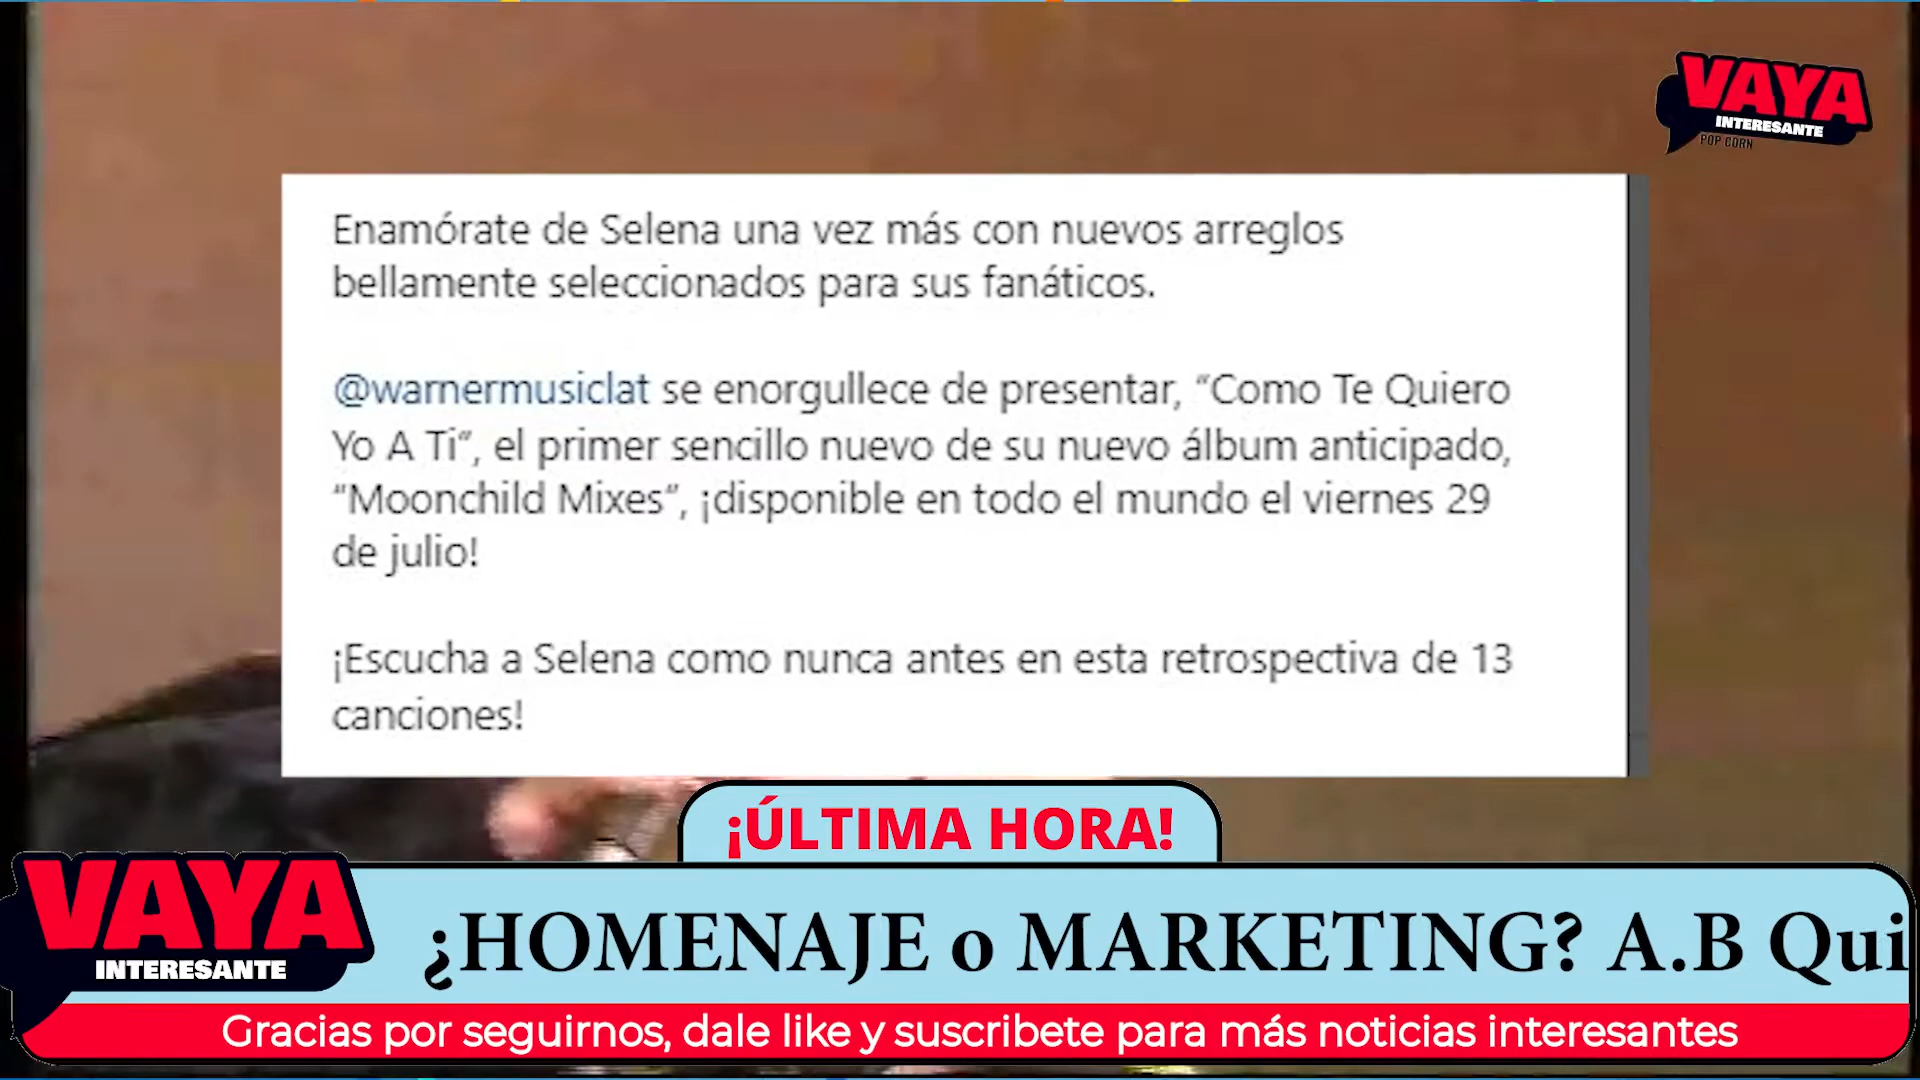 VAYA
INTERESANTE
POP CORN
Enamórate de Selena una vez más con nuevos arreglos
bellamente seleccionados para sus fanáticos.
@warnermusiclat se enorgullece de presentar, “Como Te Quiero
Yo A Ti”, el primer sencillo nuevo de su nuevo álbum anticipado,
“Moonchild Mixes”, ¡disponible en todo el mundo el viernes 29
de julio!
¡Escucha a Selena como nunca antes en esta retrospectiva de 13
canciones!
¡ÚLTIMA HORA!
VAYA
INTERESANTE
¿HOMENAJE o MARKETING? A.B Qui
Gracias por seguirnos, dale like y suscribete para más noticias interesantes